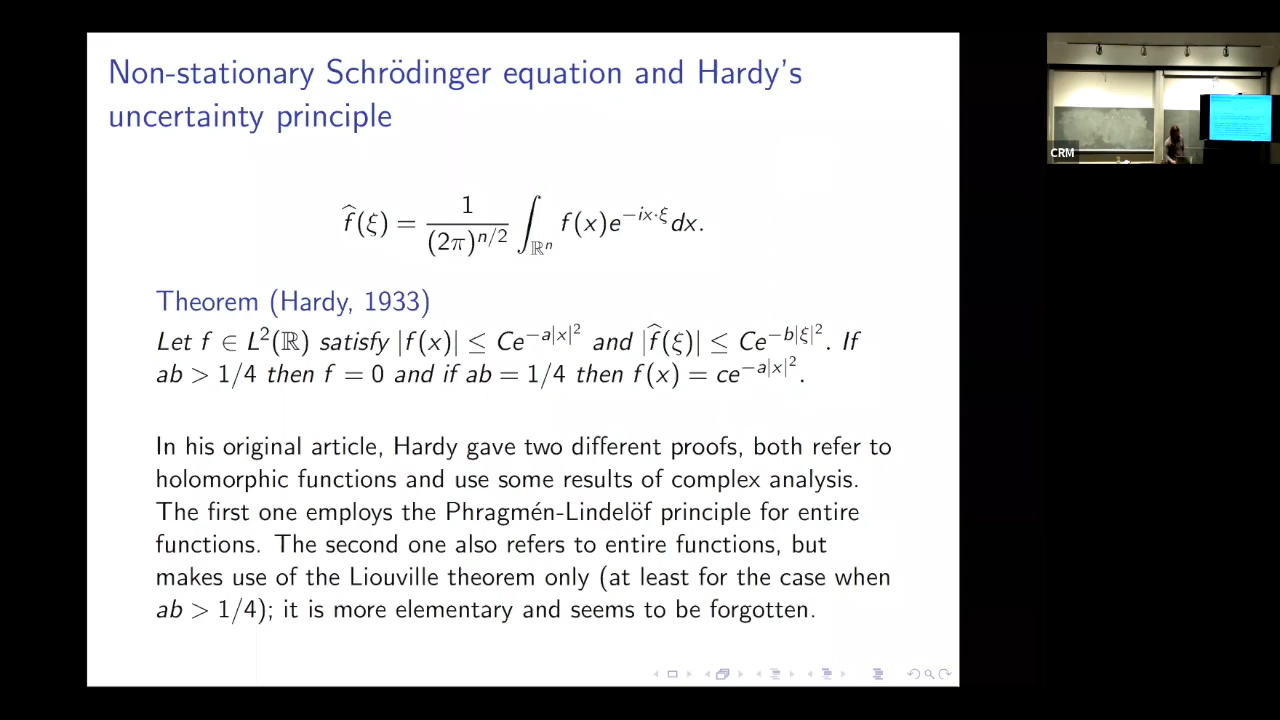 Non-stationary Schrödinger equation and Hardy's
uncertainty principle
f̂(ξ) = 1/(2π)^{n/2} ∫_{ℝⁿ} f(x)e^{−ix·ξ}dx.
Theorem (Hardy, 1933)
Let f ∈ L²(ℝ) satisfy |f(x)| ≤ Ce^{−a|x|²} and |f̂(ξ)| ≤ Ce^{−b|ξ|²}. If
ab > 1/4 then f = 0 and if ab = 1/4 then f(x) = ce^{−a|x|²}.
In his original article, Hardy gave two different proofs, both refer to
holomorphic functions and use some results of complex analysis.
The first one employs the Phragmén-Lindelöf principle for entire
functions. The second one also refers to entire functions, but
makes use of the Liouville theorem only (at least for the case when
ab > 1/4); it is more elementary and seems to be forgotten.
CRM